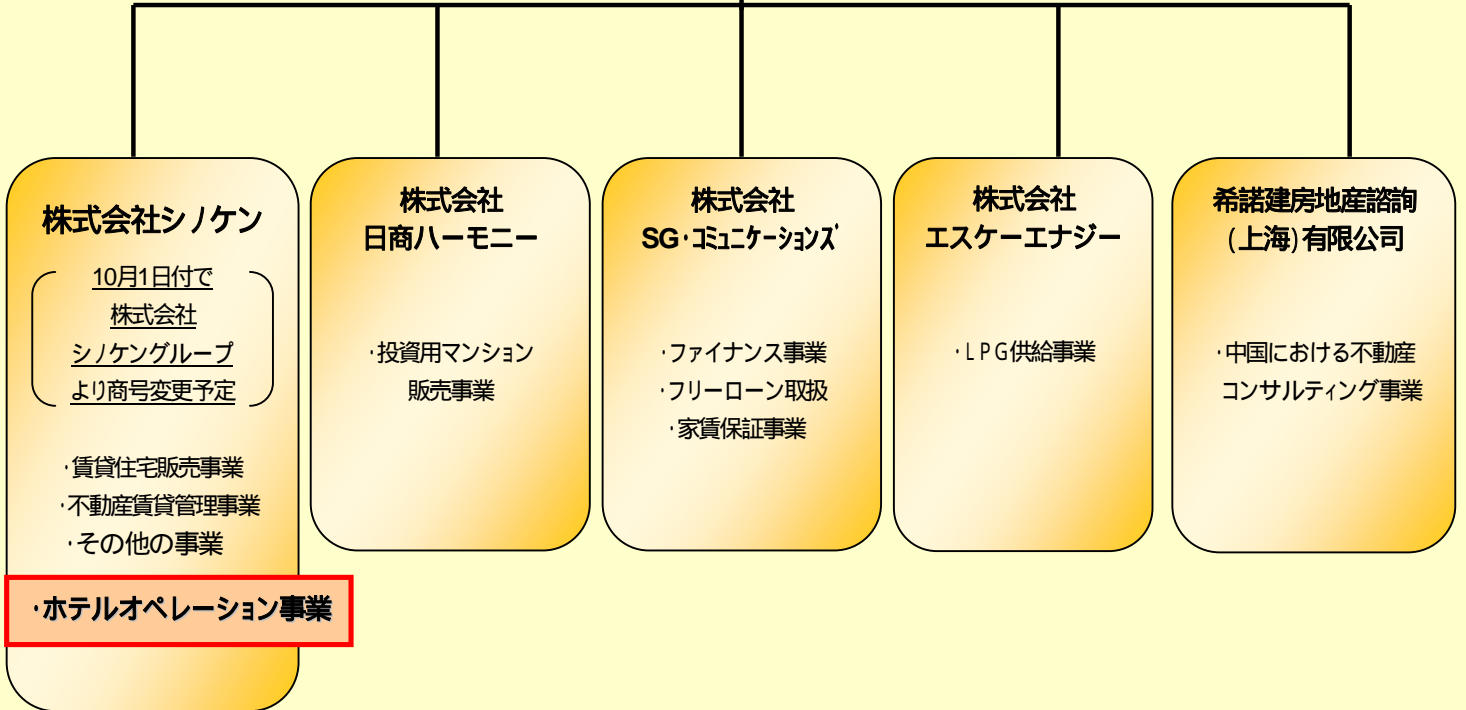 株式会社シノケン
10月1日付で
株式会社
シノケングループ
より商号変更予定
・賃貸住宅販売事業
・不動産賃貸管理事業
・その他の事業
・ホテルオペレーション事業
株式会社
日商ハーモニー
・投資用マンション
販売事業
株式会社
SG・コミュニケーションズ
・ファイナンス事業
・フリーローン取扱
・家賃保証事業
株式会社
エスケーエナジー
・LPG供給事業
希諾建房地産諮詢
(上海)有限公司
・中国における不動産
コンサルティング事業